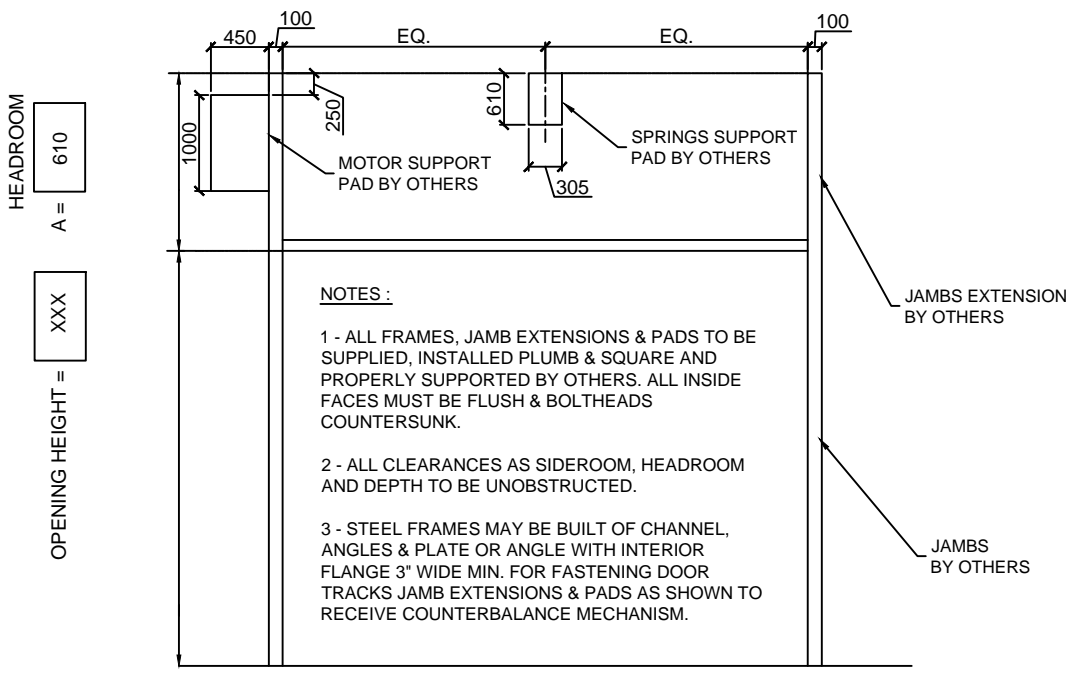 100
450
EQ.
EQ.
100
HEADROOM
A =
610
1000
250
610
305
MOTOR SUPPORT
PAD BY OTHERS
SPRINGS SUPPORT
PAD BY OTHERS
OPENING HEIGHT =
XXX
JAMBS EXTENSION
BY OTHERS
JAMBS
BY OTHERS
NOTES :
1 - ALL FRAMES, JAMB EXTENSIONS & PADS TO BE
SUPPLIED, INSTALLED PLUMB & SQUARE AND
PROPERLY SUPPORTED BY OTHERS. ALL INSIDE
FACES MUST BE FLUSH & BOLTHEADS
COUNTERSUNK.
2 - ALL CLEARANCES AS SIDEROOM, HEADROOM
AND DEPTH TO BE UNOBSTRUCTED.
3 - STEEL FRAMES MAY BE BUILT OF CHANNEL,
ANGLES & PLATE OR ANGLE WITH INTERIOR
FLANGE 3" WIDE MIN. FOR FASTENING DOOR
TRACKS JAMB EXTENSIONS & PADS AS SHOWN TO
RECEIVE COUNTERBALANCE MECHANISM.